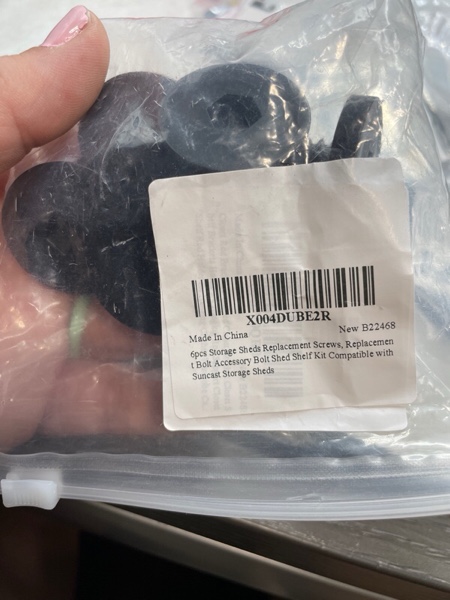 X004DUBE2R
Made In China New B22468
6pcs Storage Sheds Replacement Screws, Replacemen
t Bolt Accessory Bolt Shed Shelf Kit Compatible with
Suncast Storage Sheds